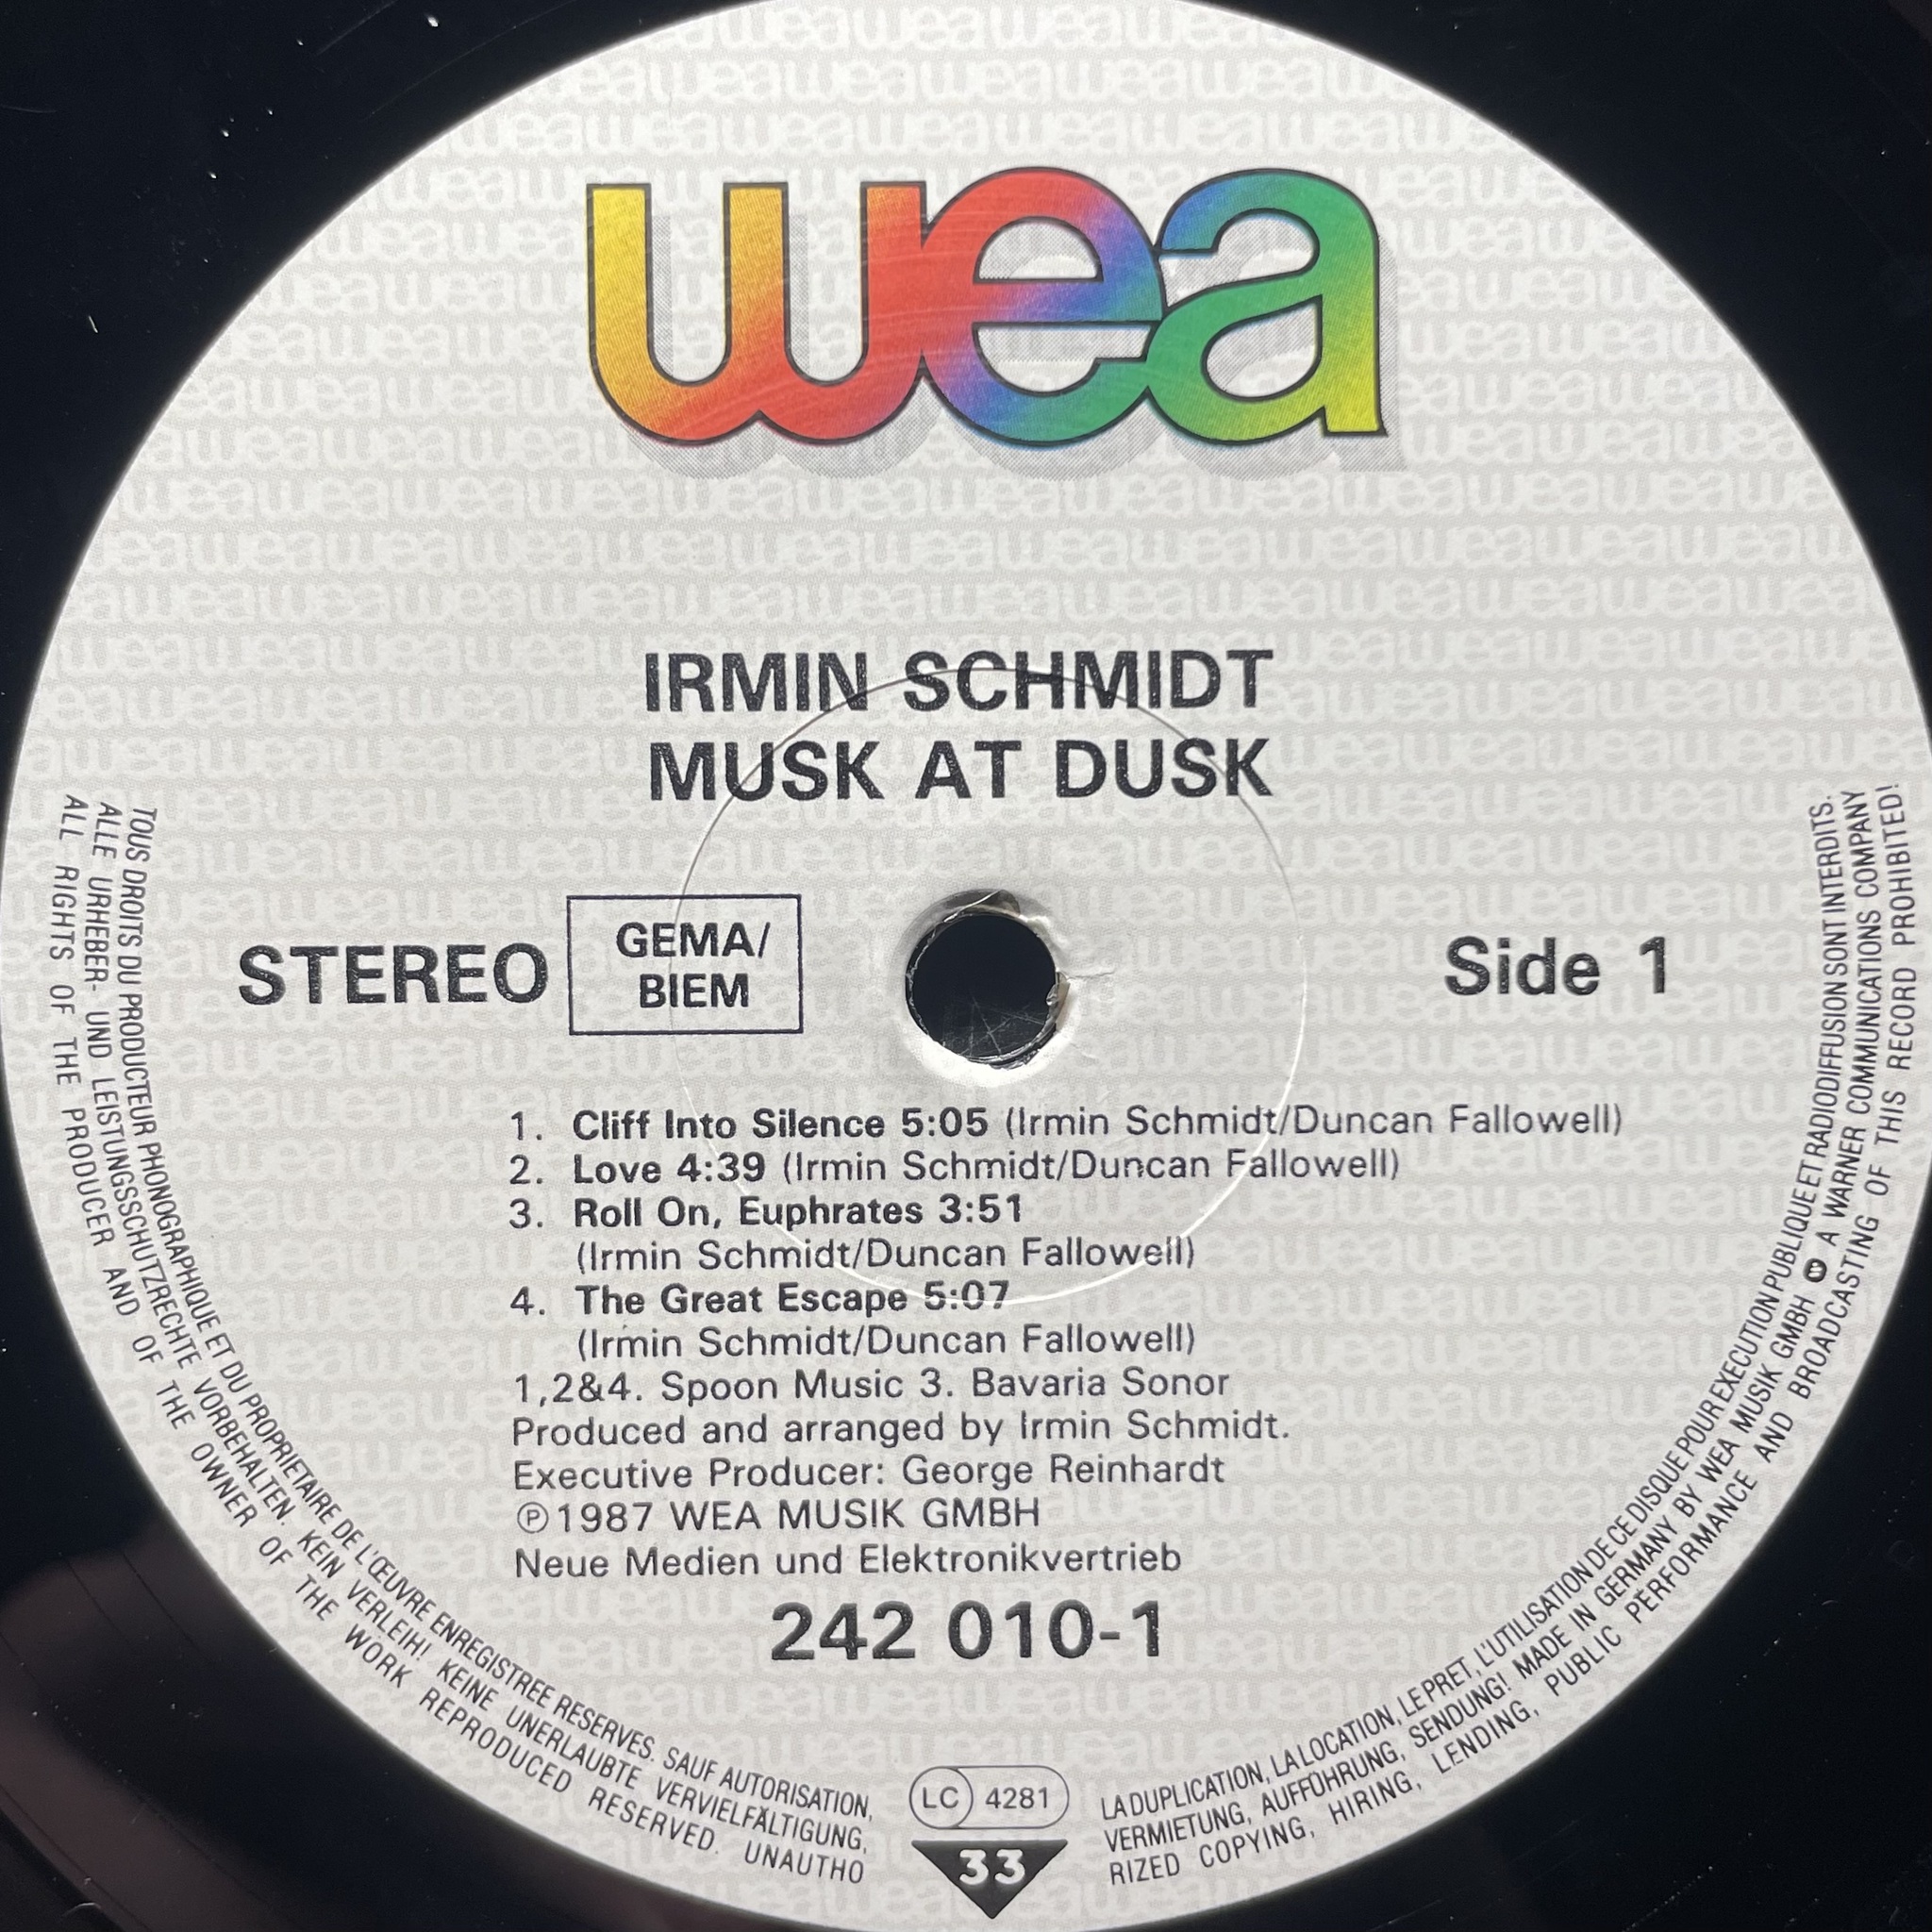 wea
IRMIN SCHMIDT
MUSK AT DUSK
STEREO
GEMA/
BIEM
Side 1
1. Cliff Into Silence 5:05 (Irmin Schmidt/Duncan Fallowell)
2. Love 4:39 (Irmin Schmidt/Duncan Fallowell)
3. Roll On, Euphrates 3:51
(Irmin Schmidt/Duncan Fallowell)
4. The Great Escape 5:07
(Irmin Schmidt/Duncan Fallowell)
1,2&4. Spoon Music 3. Bavaria Sonor
Produced and arranged by Irmin Schmidt.
Executive Producer: George Reinhardt
℗1987 WEA MUSIK GMBH
Neue Medien und Elektronikvertrieb
242 010-1
LC 4281
33
TOUS DROITS DU PRODUCTEUR PHONOGRAPHIQUE ET DU PROPRIETAIRE DE L'ŒUVRE ENREGISTREE RESERVES. SAUF AUTORISATION, LA DUPLICATION, LA LOCATION, LE PRET, L'UTILISATION DE CE DISQUE POUR EXECUTION PUBLIQUE ET RADIODIFFUSION SONT INTERDITS.
ALLE URHEBER- UND LEISTUNGSSCHUTZRECHTE VORBEHALTEN. KEIN VERLEIH! KEINE UNERLAUBTE VERVIELFÄLTIGUNG, VERMIETUNG, AUFFÜHRUNG, SENDUNG! MADE IN GERMANY BY WEA MUSIK GMBH A WARNER COMMUNICATIONS COMPANY
ALL RIGHTS OF THE PRODUCER AND OF THE OWNER OF THE WORK REPRODUCED RESERVED. UNAUTHORIZED COPYING, HIRING, LENDING, PUBLIC PERFORMANCE AND BROADCASTING OF THIS RECORD PROHIBITED!